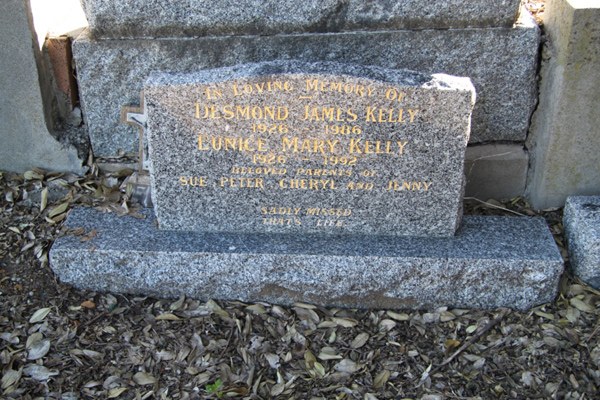 In Loving Memory Of
Desmond James Kelly
1926 - 1986
Eunice Mary Kelly
1926 - 1992
Beloved Parents Of
Sue Peter Cheryl and Jenny
Sadly Missed
That's Life